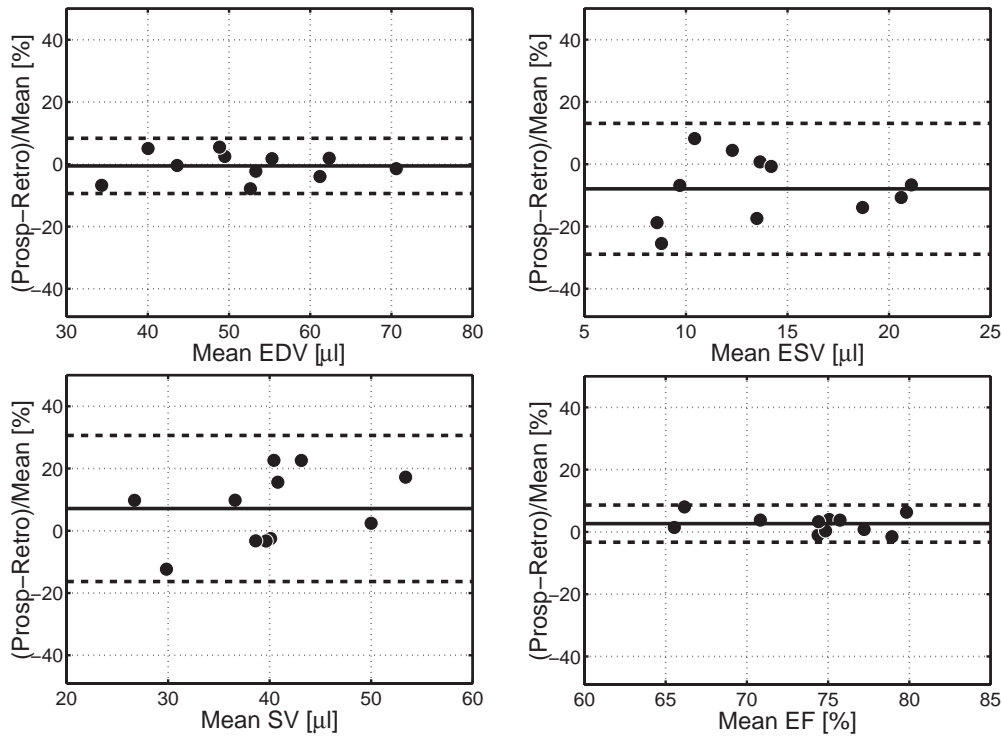 (Prosp−Retro)/Mean [%]
40
20
0
−20
−40
30 40 50 60 70 80
Mean EDV [μl]
(Prosp−Retro)/Mean [%]
40
20
0
−20
−40
5 10 15 20 25
Mean ESV [μl]
(Prosp−Retro)/Mean [%]
40
20
0
−20
−40
20 30 40 50 60
Mean SV [μl]
(Prosp−Retro)/Mean [%]
40
20
0
−20
−40
60 65 70 75 80 85
Mean EF [%]